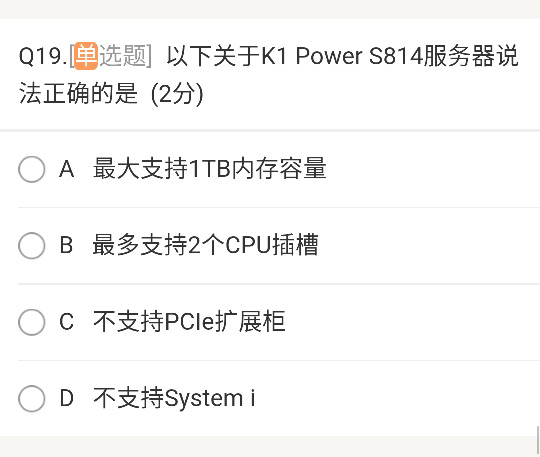 Q19.[单选题] 以下关于K1 Power S814服务器说
法正确的是 (2分)
A 最大支持1TB内存容量
B 最多支持2个CPU插槽
C 不支持PCIe扩展柜
D 不支持System i